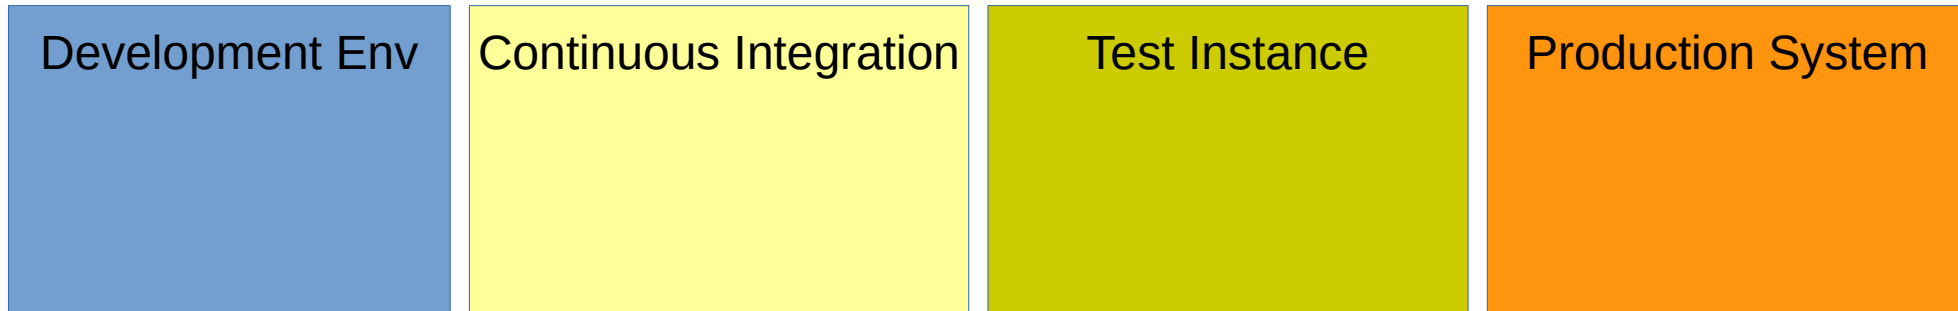 Development Env
Continuous Integration
Test Instance
Production System